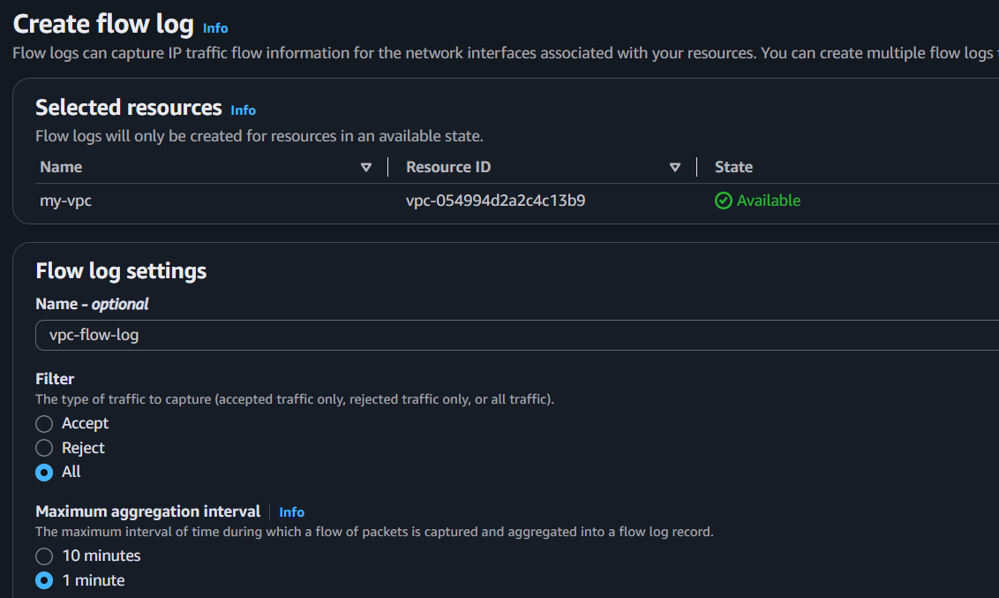 Create flow log Info
Flow logs can capture IP traffic flow information for the network interfaces associated with your resources. You can create multiple flow logs
Selected resources Info
Flow logs will only be created for resources in an available state.
Name Resource ID State
my-vpc vpc-054994d2a2c4c13b9 Available
Flow log settings
Name - optional
vpc-flow-log
Filter
The type of traffic to capture (accepted traffic only, rejected traffic only, or all traffic).
Accept
Reject
All
Maximum aggregation interval Info
The maximum interval of time during which a flow of packets is captured and aggregated into a flow log record.
10 minutes
1 minute